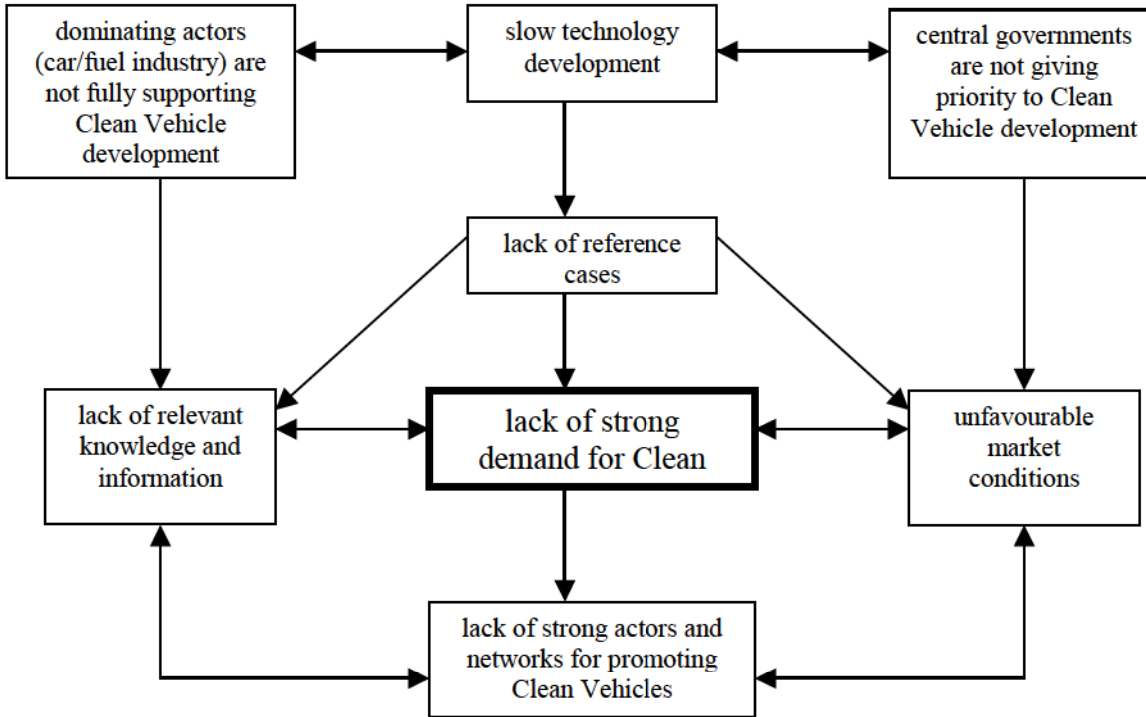 dominating actors
(car/fuel industry) are
not fully supporting
Clean Vehicle
development
slow technology
development
central governments
are not giving
priority to Clean
Vehicle development
lack of reference
cases
lack of relevant
knowledge and
information
lack of strong
demand for Clean
unfavourable
market
conditions
lack of strong actors and
networks for promoting
Clean Vehicles